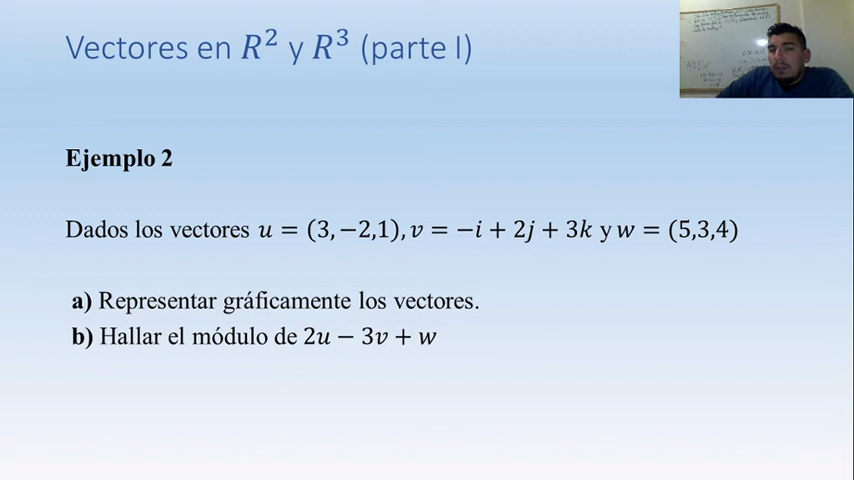 Vectores en R² y R³ (parte I)
Ejemplo 2
Dados los vectores u = (3, −2,1), v = −i + 2j + 3k y w = (5,3,4)
a) Representar gráficamente los vectores.
b) Hallar el módulo de 2u − 3v + w